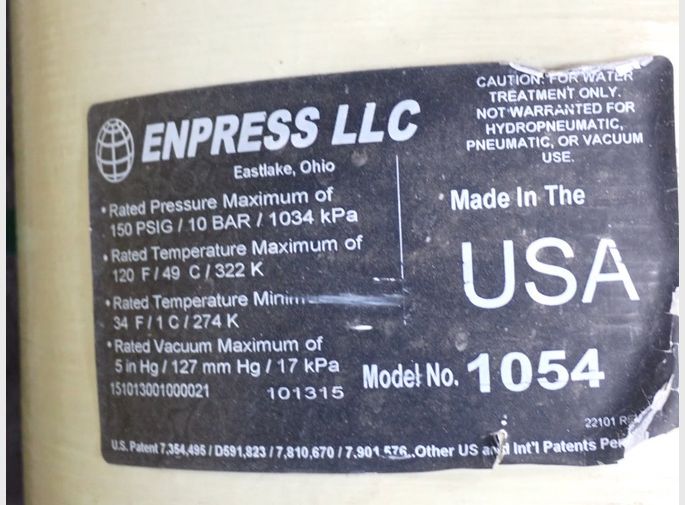 ENPRESS LLC
Eastlake, Ohio
• Rated Pressure Maximum of
150 PSIG / 10 BAR / 1034 kPa
• Rated Temperature Maximum of
120 F / 49 C / 322 K
• Rated Temperature
34 F / 1 C / 274 K
• Rated Vacuum Maximum of
5 in Hg / 127 mm Hg / 17 kPa
151013001000021 101315
CAUTION: FOR WATER
TREATMENT ONLY.
NOT WARRANTED FOR
HYDROPNEUMATIC,
PNEUMATIC, OR VACUUM
USE.
Made In The
USA
Model No. 1054
22101
U.S. Patent 7,354,495 / D591,823 / 7,810,670 / 7,901,576..Other US and Int'l Patents